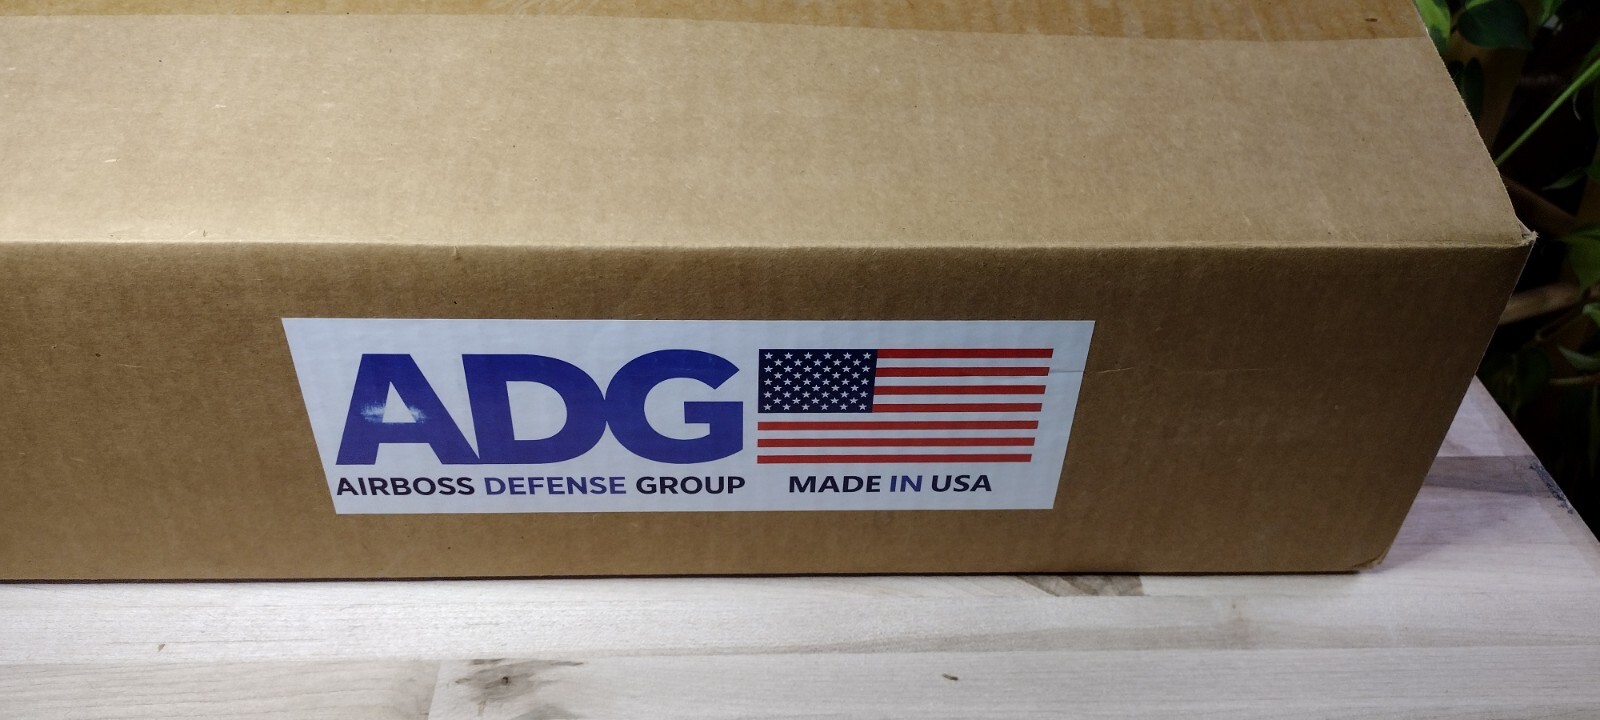 ADG
AIRBOSS DEFENSE GROUP
MADE IN USA